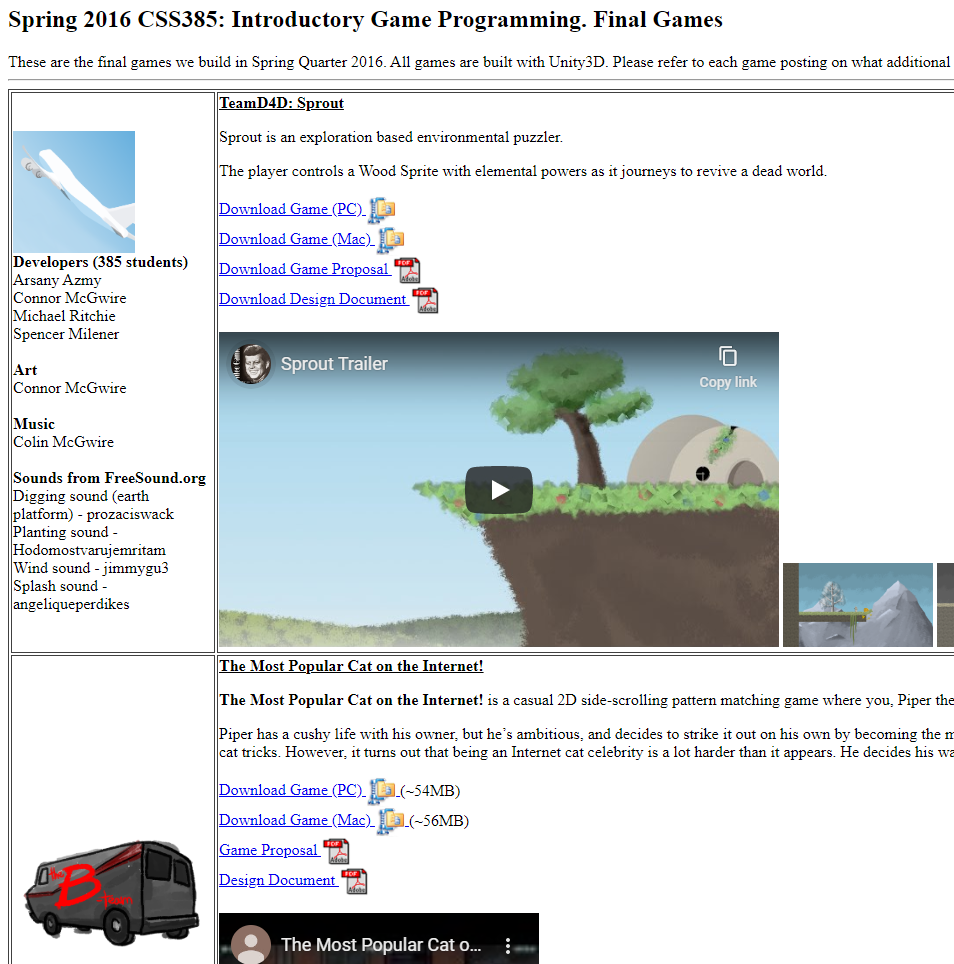 Spring 2016 CSS385: Introductory Game Programming. Final Games
These are the final games we build in Spring Quarter 2016. All games are built with Unity3D. Please refer to each game posting on what additional
Developers (385 students)
Arsany Azmy
Connor McGwire
Michael Ritchie
Spencer Milener
Art
Connor McGwire
Music
Colin McGwire
Sounds from FreeSound.org
Digging sound (earth
platform) - prozaciswack
Planting sound -
Hodomostvarujemritam
Wind sound - jimmygu3
Splash sound -
angeliqueperdikes
TeamD4D: Sprout
Sprout is an exploration based environmental puzzler.
The player controls a Wood Sprite with elemental powers as it journeys to revive a dead world.
Download Game (PC)
Download Game (Mac)
Download Game Proposal PDF Adobe
Download Design Document PDF Adobe
Sprout Trailer
Copy link
the B-team
The Most Popular Cat on the Internet!
The Most Popular Cat on the Internet! is a casual 2D side-scrolling pattern matching game where you, Piper the
Piper has a cushy life with his owner, but he’s ambitious, and decides to strike it out on his own by becoming the m
cat tricks. However, it turns out that being an Internet cat celebrity is a lot harder than it appears. He decides his wa
Download Game (PC) (~54MB)
Download Game (Mac) (~56MB)
Game Proposal PDF Adobe
Design Document PDF Adobe
The Most Popular Cat o...